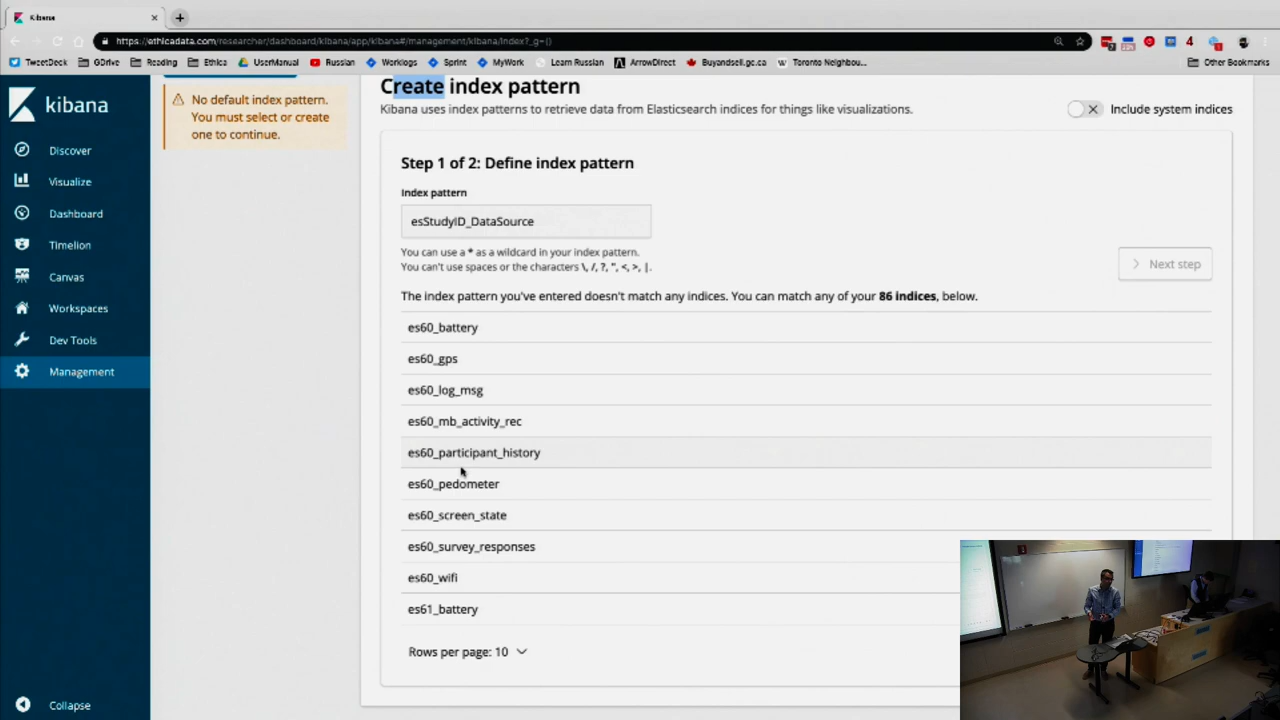 Kibana
https://ethicadata.com/researcher/dashboard/kibana/app/kibana#/management/kibana/index?_g=()
TweetDeck
GDrive
Reading
Ethica
UserManual
Russian
Worklogs
Sprint
MyWork
Learn Russian
ArrowDirect
Buyandsell.gc.ca
Toronto Neighbou...
Other Bookmarks
kibana
Discover
Visualize
Dashboard
Timelion
Canvas
Workspaces
Dev Tools
Management
Collapse
No default index pattern.
You must select or create
one to continue.
Create index pattern
Kibana uses index patterns to retrieve data from Elasticsearch indices for things like visualizations.
Include system indices
Step 1 of 2: Define index pattern
Index pattern
esStudyID_DataSource
You can use a * as a wildcard in your index pattern.
You can't use spaces or the characters \, /, ?, ", <, >, |.
Next step
The index pattern you've entered doesn't match any indices. You can match any of your 86 indices, below.
es60_battery
es60_gps
es60_log_msg
es60_mb_activity_rec
es60_participant_history
es60_pedometer
es60_screen_state
es60_survey_responses
es60_wifi
es61_battery
Rows per page: 10